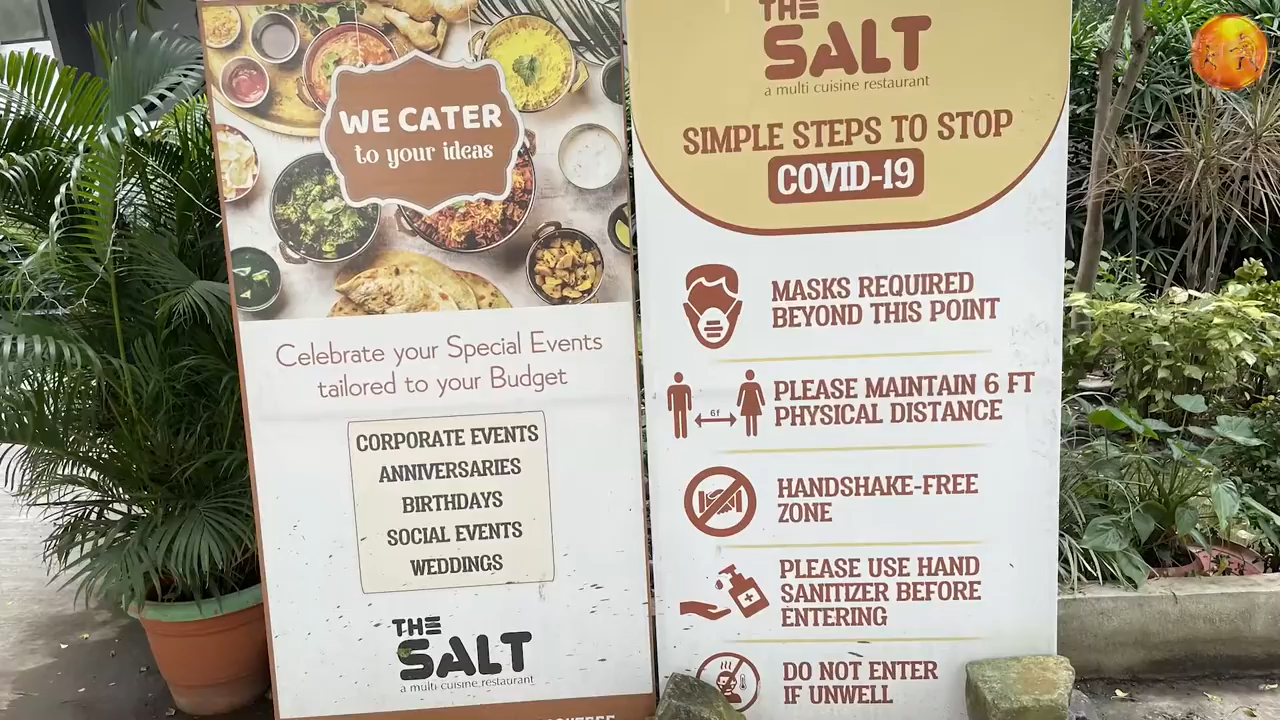 WE CATER
to your ideas
Celebrate your Special Events
tailored to your Budget
CORPORATE EVENTS
ANNIVERSARIES
BIRTHDAYS
SOCIAL EVENTS
WEDDINGS
THE
SALT
a multi cuisine restaurant
THE
SALT
a multi cuisine restaurant
SIMPLE STEPS TO STOP
COVID-19
MASKS REQUIRED
BEYOND THIS POINT
6f
PLEASE MAINTAIN 6 FT
PHYSICAL DISTANCE
HANDSHAKE-FREE
ZONE
PLEASE USE HAND
SANITIZER BEFORE
ENTERING
DO NOT ENTER
IF UNWELL